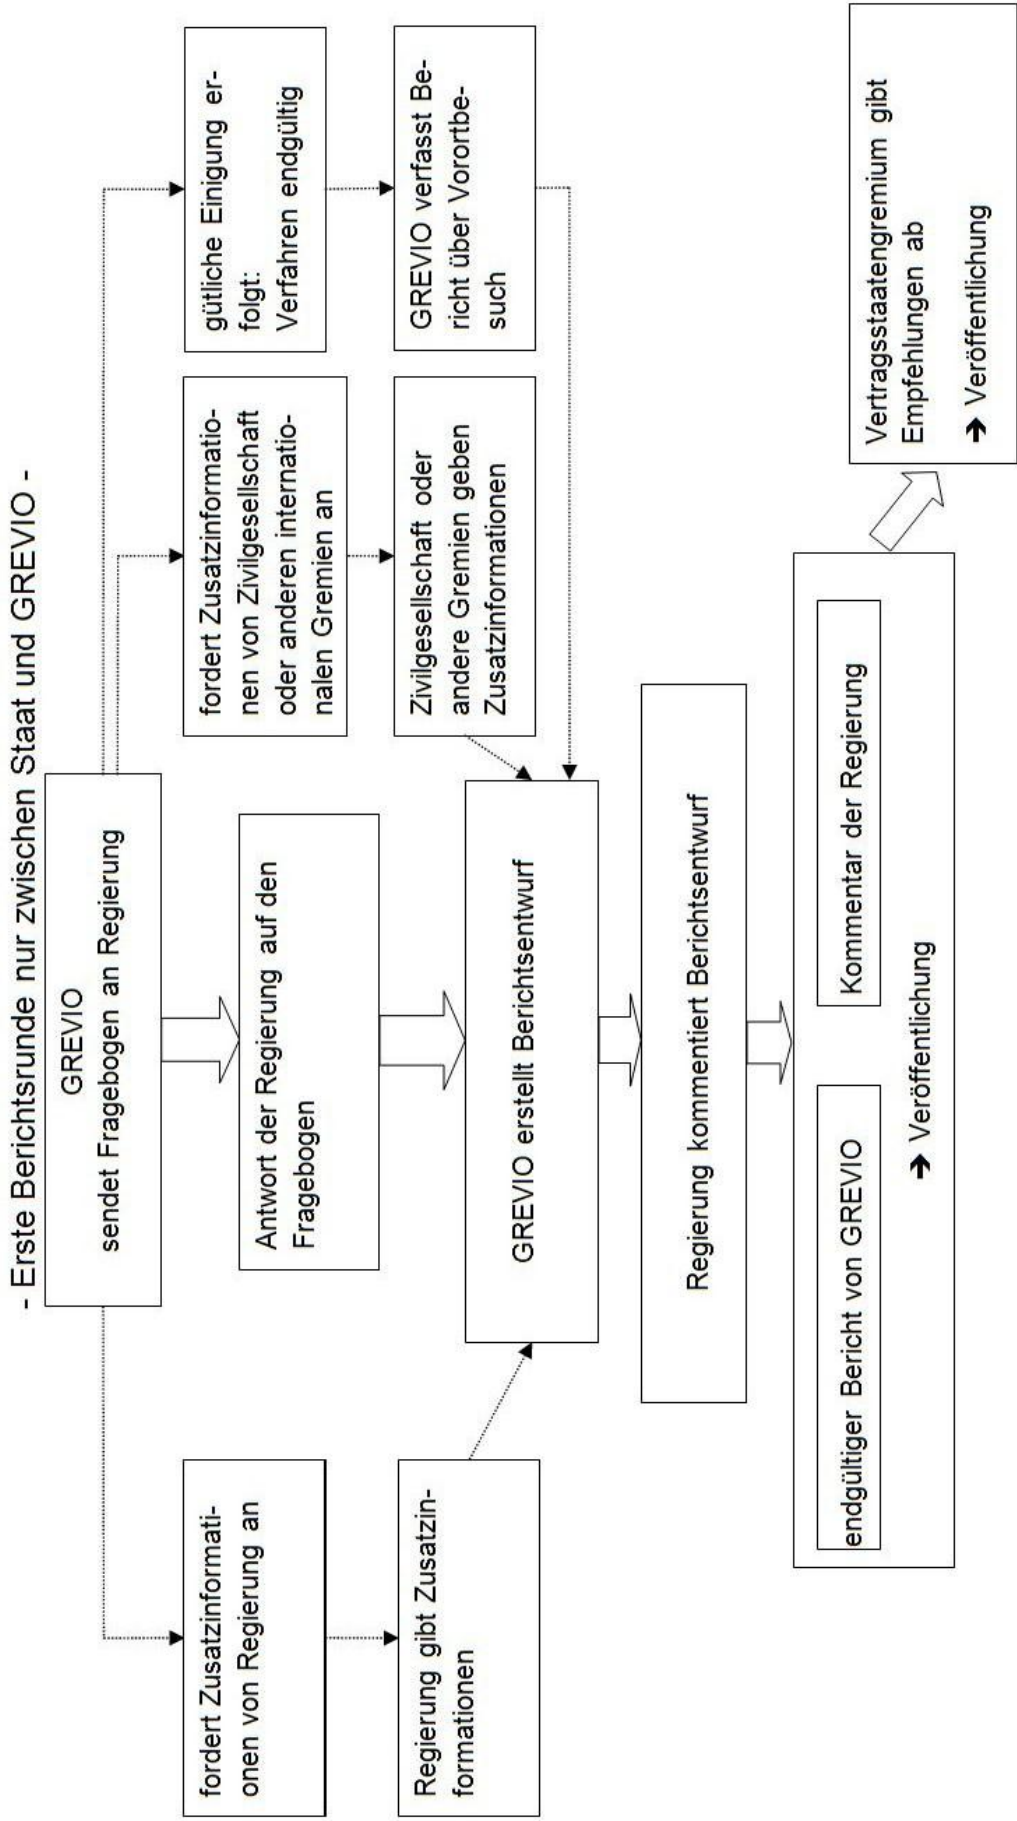 - Erste Berichtsrunde nur zwischen Staat und GREVIO -
GREVIO
sendet Fragebogen an Regierung
fordert Zusatzinformati-
onen von Regierung an
Antwort der Regierung auf den
Fragebogen
fordert Zusatzinformatio-
nen von Zivilgesellschaft
oder anderen internatio-
nalen Gremien an
gütliche Einigung er-
folgt:
Verfahren endgültig
Regierung gibt Zusatzin-
formationen
Zivilgesellschaft oder
andere Gremien geben
Zusatzinformationen
GREVIO verfasst Be-
richt über Vorortbe-
such
GREVIO erstellt Berichtsentwurf
Regierung kommentiert Berichtsentwurf
endgültiger Bericht von GREVIO
Kommentar der Regierung
➔ Veröffentlichung
Vertragsstaatengremium gibt
Empfehlungen ab
➔ Veröffentlichung